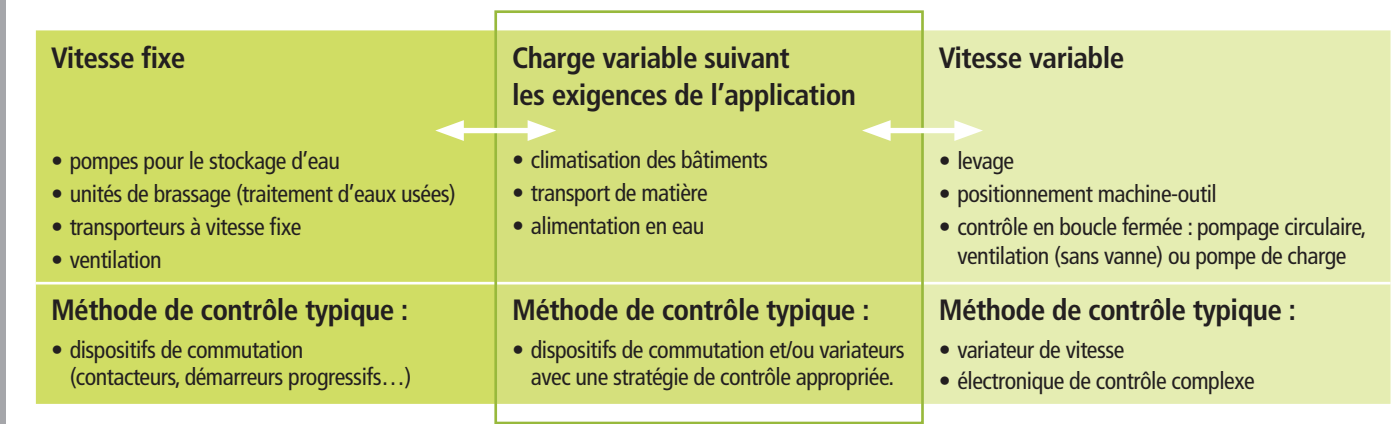 Vitesse fixe
• pompes pour le stockage d’eau
• unités de brassage (traitement d’eaux usées)
• transporteurs à vitesse fixe
• ventilation
Méthode de contrôle typique :
• dispositifs de commutation
(contacteurs, démarreurs progressifs…)
Charge variable suivant
les exigences de l’application
• climatisation des bâtiments
• transport de matière
• alimentation en eau
Méthode de contrôle typique :
• dispositifs de commutation et/ou variateurs
avec une stratégie de contrôle appropriée.
Vitesse variable
• levage
• positionnement machine-outil
• contrôle en boucle fermée : pompage circulaire,
ventilation (sans vanne) ou pompe de charge
Méthode de contrôle typique :
• variateur de vitesse
• électronique de contrôle complexe